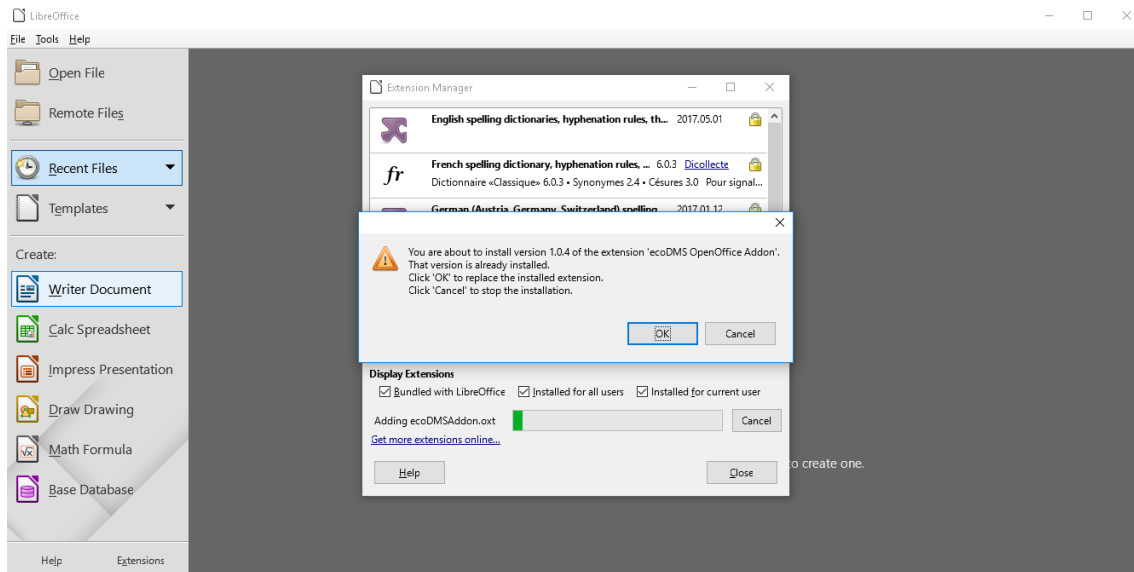 LibreOffice
File Tools Help
Open File
Remote Files
Recent Files
Templates
Create:
Writer Document
Calc Spreadsheet
Impress Presentation
Draw Drawing
Math Formula
Base Database
Help Extensions
Extension Manager
English spelling dictionaries, hyphenation rules, th... 2017.05.01
fr
French spelling dictionary, hyphenation rules, ... 6.0.3 Dicollecte
Dictionnaire «Classique» 6.0.3 • Synonymes 2.4 • Césures 3.0 Pour signal...
German (Austria, Germany, Switzerland) spelling 2017.01.12
You are about to install version 1.0.4 of the extension 'ecoDMS OpenOffice Addon'.
That version is already installed.
Click 'OK' to replace the installed extension.
Click 'Cancel' to stop the installation.
OK Cancel
Display Extensions
Bundled with LibreOffice Installed for all users Installed for current user
Adding ecoDMSAddon.oxt Cancel
Get more extensions online...
Help Close
to create one.